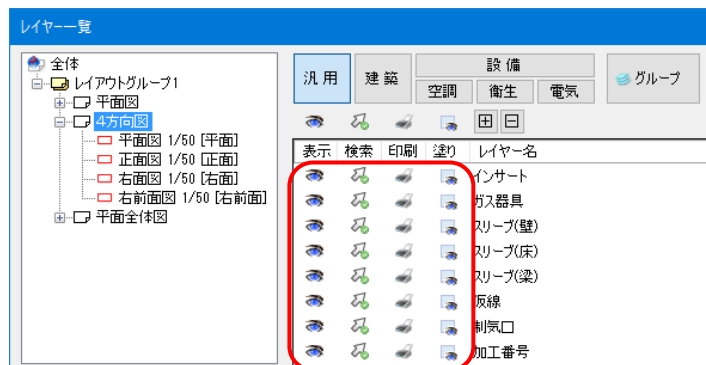 レイヤー一覧
全体
レイアウトグループ1
平面図
4方向図
平面図 1/50 [平面]
正面図 1/50 [正面]
右面図 1/50 [右面]
右前面図 1/50 [右前面]
平面全体図
汎用
建築
設備
空調
衛生
電気
グループ
表示 検索 印刷 塗り レイヤー名
インサート
ガス器具
スリーブ(壁)
スリーブ(床)
スリーブ(梁)
仮線
制気口
加工番号